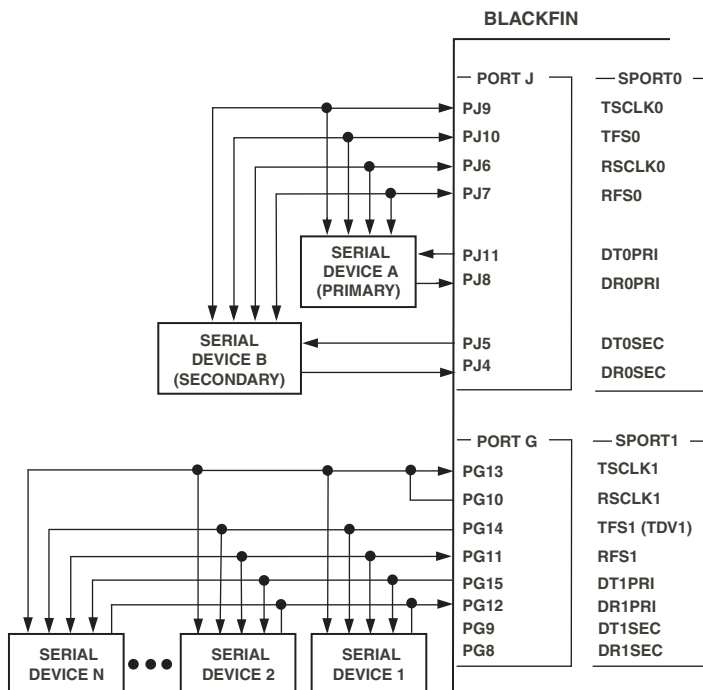 BLACKFIN
PORT J SPORT0
PJ9 TSCLK0
PJ10 TFS0
PJ6 RSCLK0
PJ7 RFS0
SERIAL
DEVICE A
(PRIMARY)
PJ11 DT0PRI
PJ8 DR0PRI
SERIAL
DEVICE B
(SECONDARY)
PJ5 DT0SEC
PJ4 DR0SEC
PORT G SPORT1
PG13 TSCLK1
PG10 RSCLK1
PG14 TFS1 (TDV1)
PG11 RFS1
PG15 DT1PRI
PG12 DR1PRI
PG9 DT1SEC
PG8 DR1SEC
SERIAL
DEVICE N
SERIAL
DEVICE 2
SERIAL
DEVICE 1